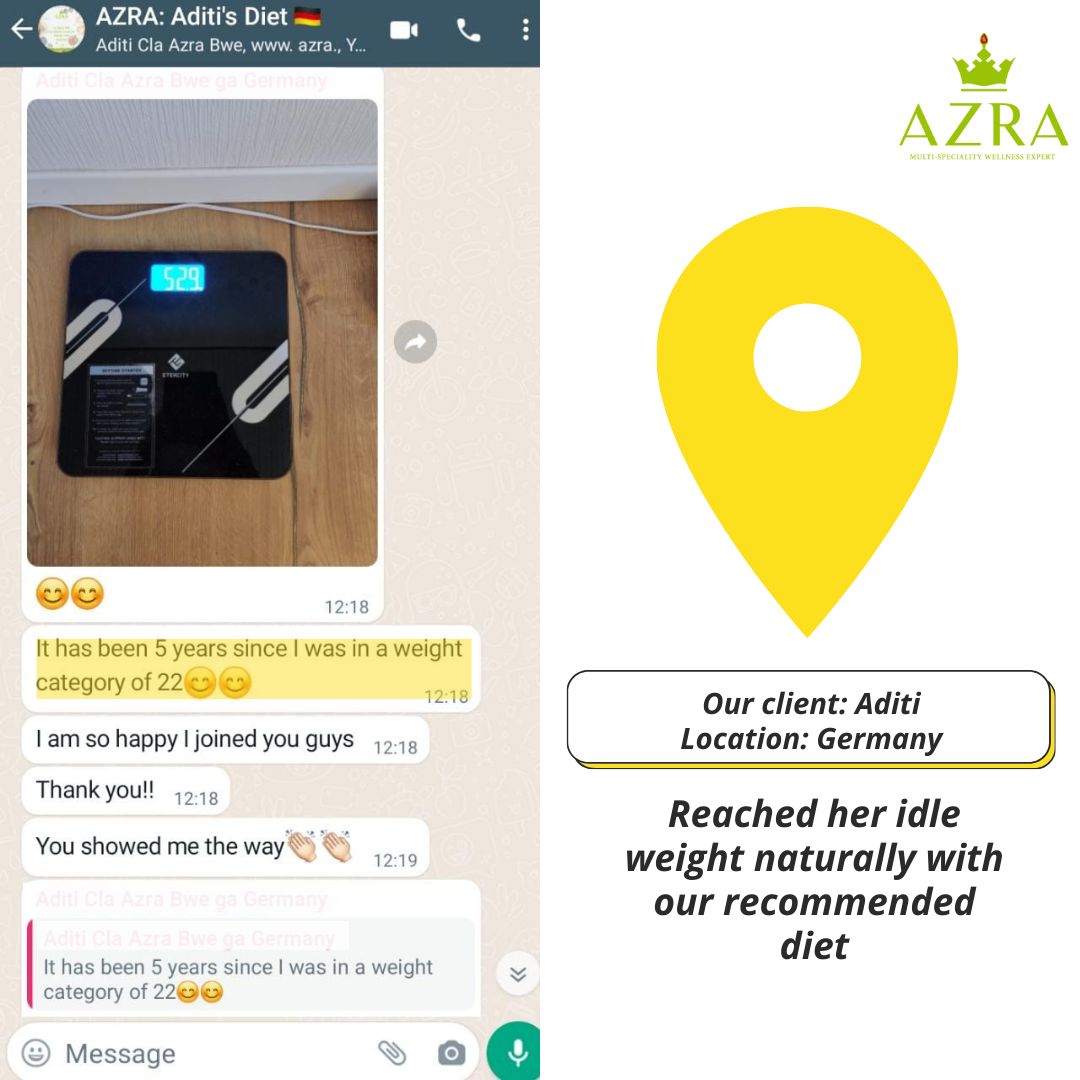 AZRA: Aditi's Diet 🇩🇪
Aditi Cla Azra Bwe, www. azra., Y...
Aditi Cla Azra Bwe ga Germany
529
ETEKCITY
GETTING STARTED
😊😊
12:18
It has been 5 years since I was in a weight
category of 22😊😊
12:18
I am so happy I joined you guys 12:18
Thank you!! 12:18
You showed me the way👏🏻👏🏻
12:19
Aditi Cla Azra Bwe ga Germany
Aditi Cla Azra Bwe ga Germany
It has been 5 years since I was in a weight
category of 22😊😊
Message
AZRA
MULTI-SPECIALITY WELLNESS EXPERT
Our client: Aditi
Location: Germany
Reached her idle
weight naturally with
our recommended
diet